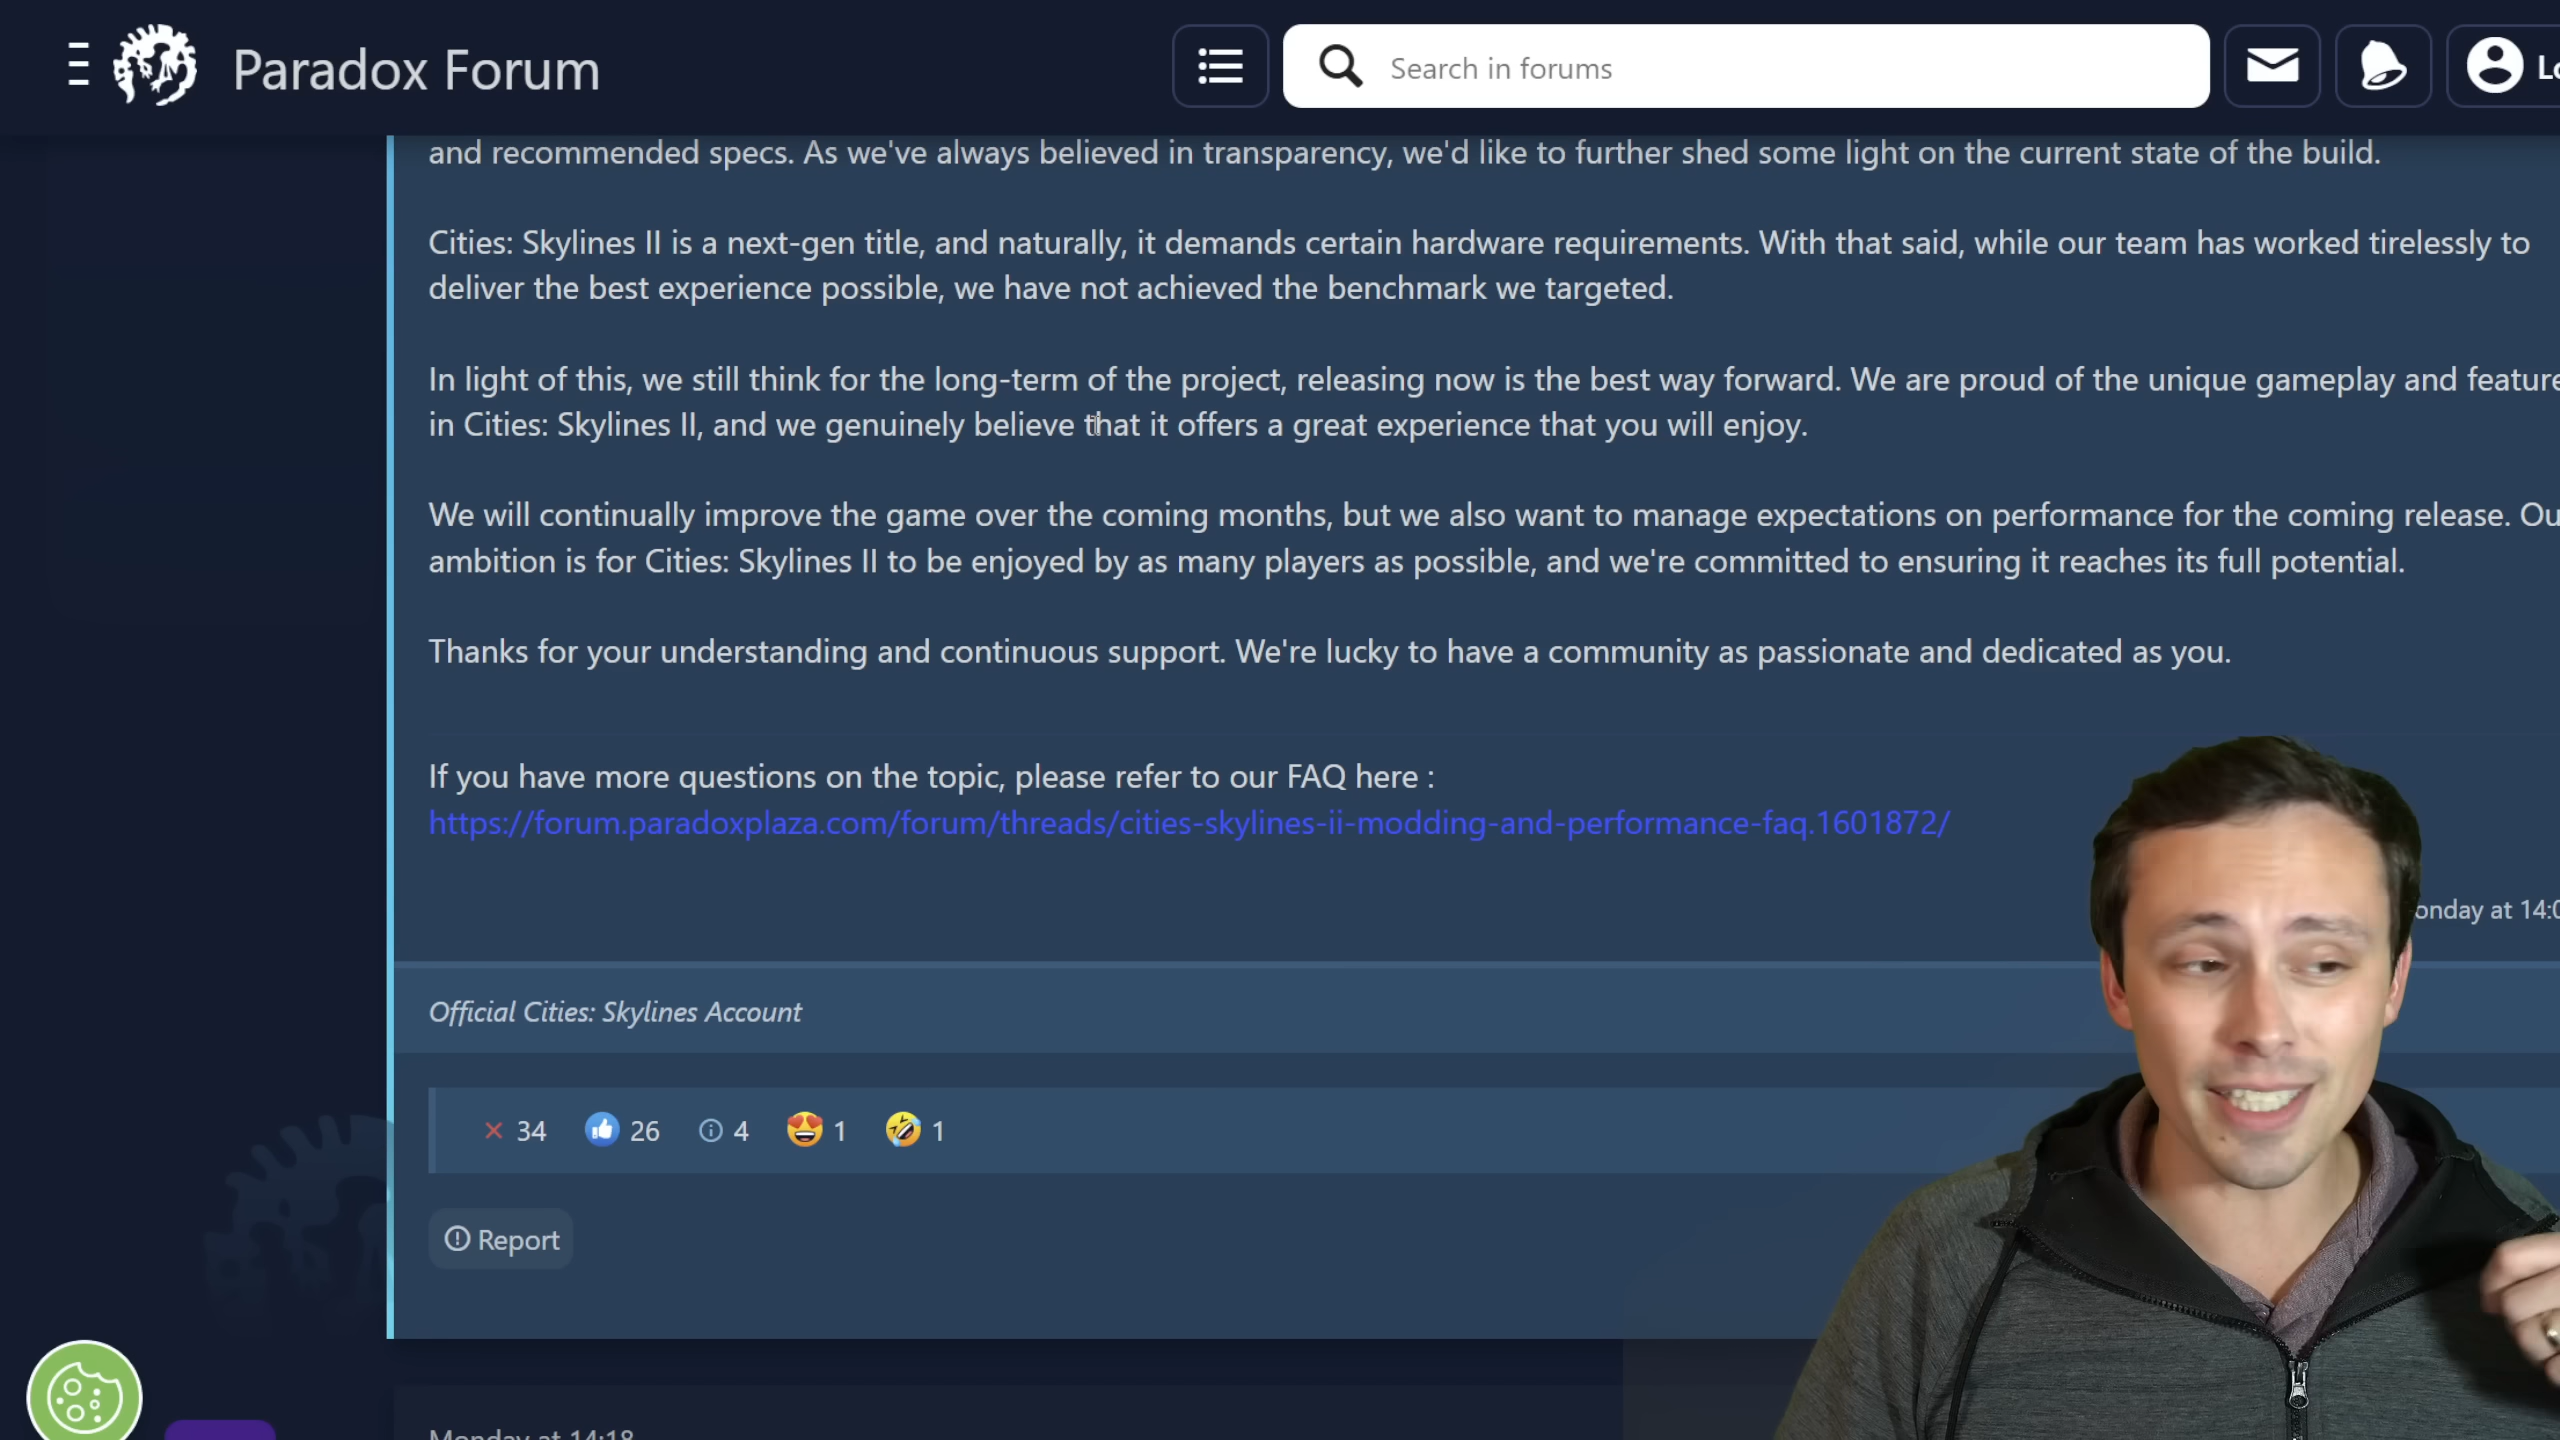 Paradox Forum
Search in forums
and recommended specs. As we've always believed in transparency, we'd like to further shed some light on the current state of the build.
Cities: Skylines II is a next-gen title, and naturally, it demands certain hardware requirements. With that said, while our team has worked tirelessly to
deliver the best experience possible, we have not achieved the benchmark we targeted.
In light of this, we still think for the long-term of the project, releasing now is the best way forward. We are proud of the unique gameplay and feature
in Cities: Skylines II, and we genuinely believe that it offers a great experience that you will enjoy.
We will continually improve the game over the coming months, but we also want to manage expectations on performance for the coming release. Ou
ambition is for Cities: Skylines II to be enjoyed by as many players as possible, and we're committed to ensuring it reaches its full potential.
Thanks for your understanding and continuous support. We're lucky to have a community as passionate and dedicated as you.
If you have more questions on the topic, please refer to our FAQ here :
https://forum.paradoxplaza.com/forum/threads/cities-skylines-ii-modding-and-performance-faq.1601872/
onday at 14:0
Official Cities: Skylines Account
34 26 4 1 1
Report
Monday at 14:18